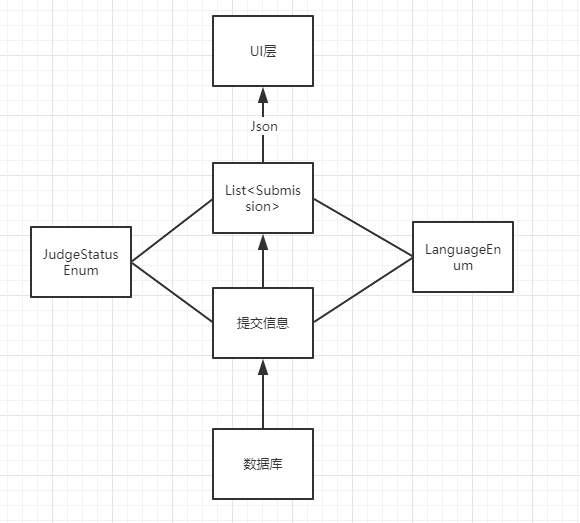 UI层
Json
List<Submis
sion>
JudgeStatus
Enum
LanguageEn
um
提交信息
数据库